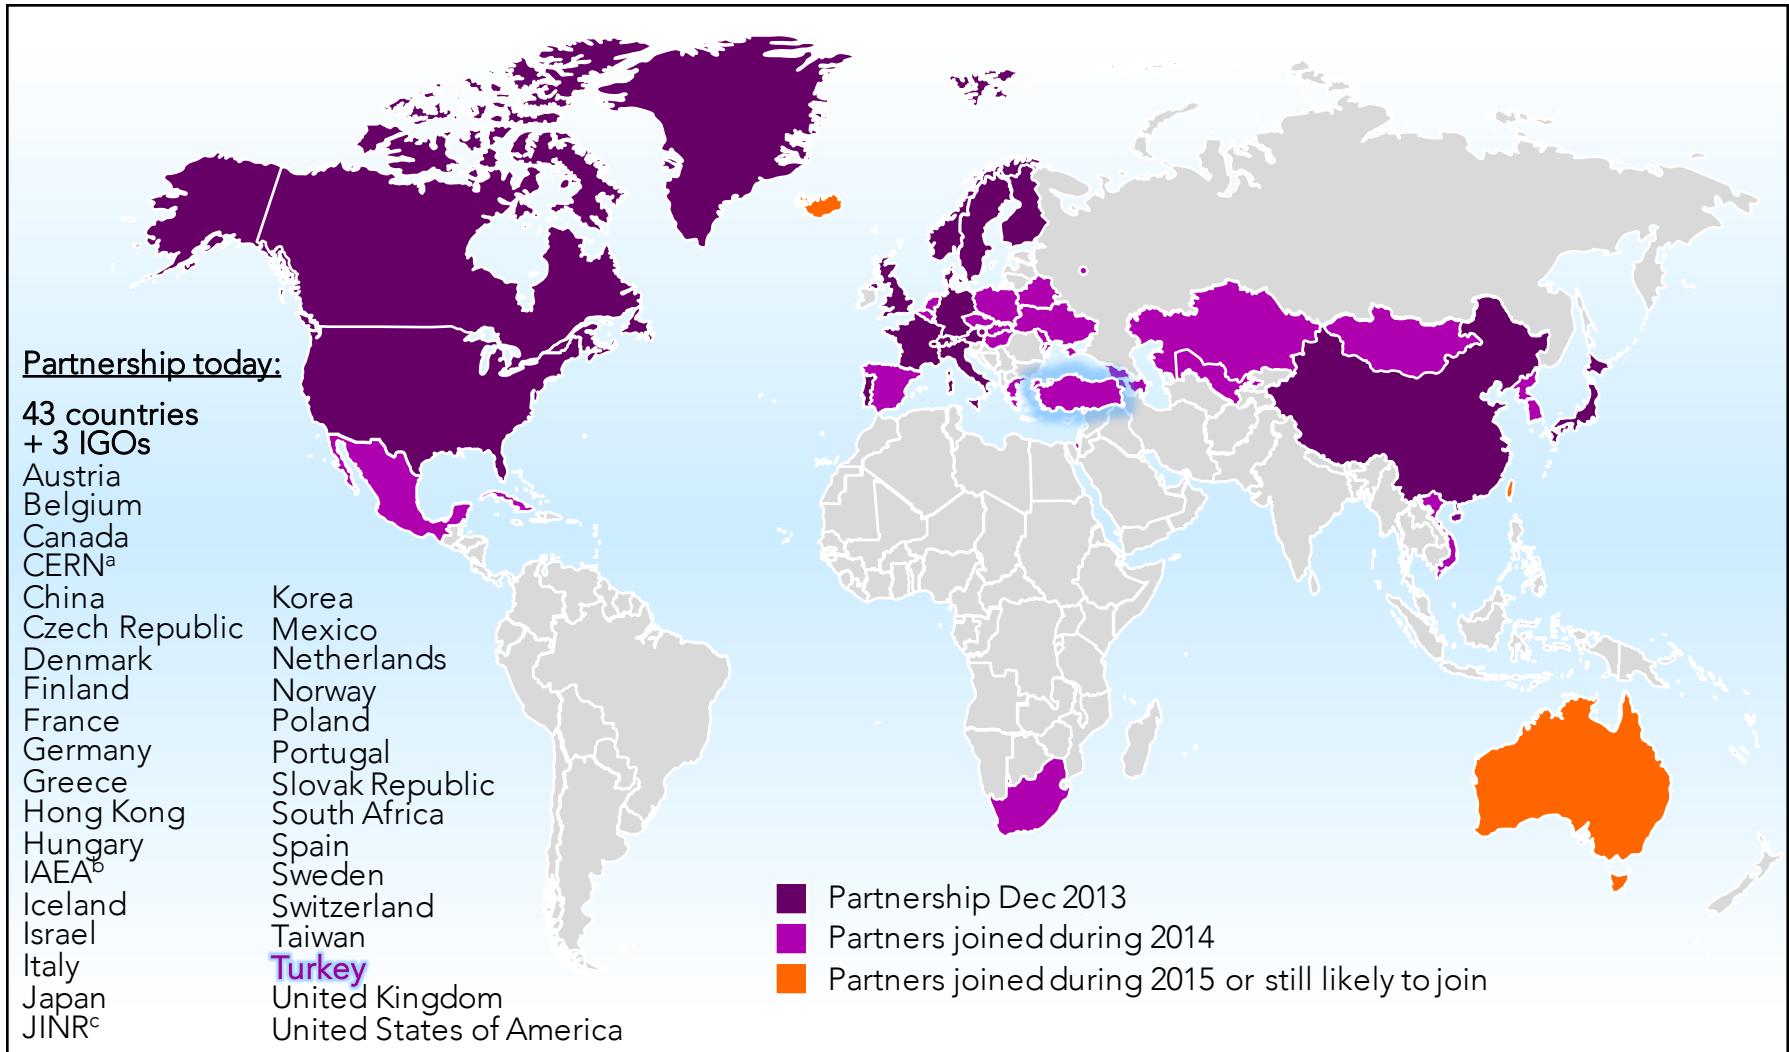 Partnership today:
43 countries
+ 3 IGOs
Austria
Belgium
Canada
CERNᵃ
China
Czech Republic
Denmark
Finland
France
Germany
Greece
Hong Kong
Hungary
IAEAᵇ
Iceland
Israel
Italy
Japan
JINRᶜ
Korea
Mexico
Netherlands
Norway
Poland
Portugal
Slovak Republic
South Africa
Spain
Sweden
Switzerland
Taiwan
Turkey
United Kingdom
United States of America
Partnership Dec 2013
Partners joined during 2014
Partners joined during 2015 or still likely to join